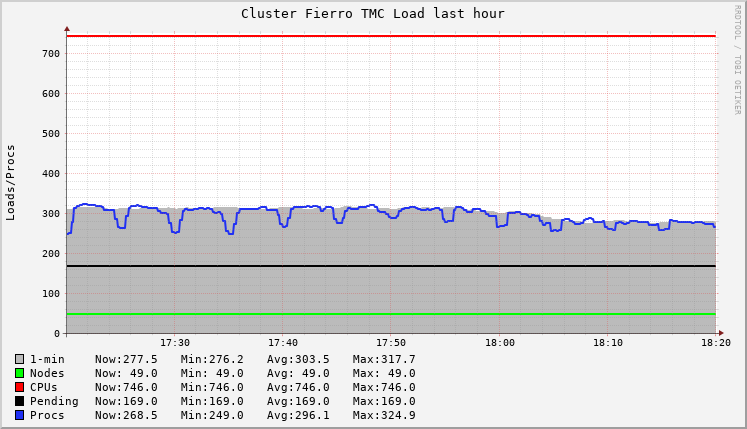 Cluster Fierro TMC Load last hour
RRDTOOL / TOBI OETIKER
Loads/Procs
700
600
500
400
300
200
100
0
17:30 17:40 17:50 18:00 18:10 18:20
1-min Now:277.5 Min:276.2 Avg:303.5 Max:317.7
Nodes Now: 49.0 Min: 49.0 Avg: 49.0 Max: 49.0
CPUs Now:746.0 Min:746.0 Avg:746.0 Max:746.0
Pending Now:169.0 Min:169.0 Avg:169.0 Max:169.0
Procs Now:268.5 Min:249.0 Avg:296.1 Max:324.9